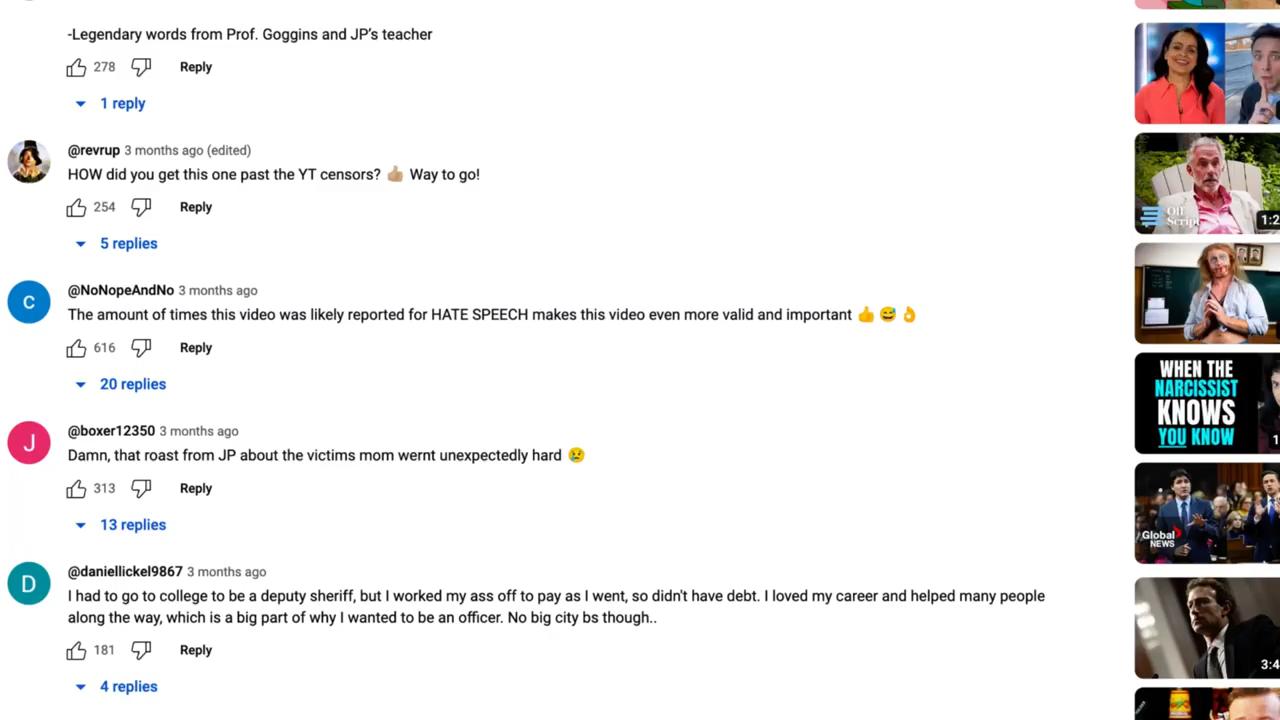 -Legendary words from Prof. Goggins and JP's teacher
278 Reply
1 reply
@revrup 3 months ago (edited)
HOW did you get this one past the YT censors? 👍🏼 Way to go!
254 Reply
5 replies
C
@NoNopeAndNo 3 months ago
The amount of times this video was likely reported for HATE SPEECH makes this video even more valid and important 👍 😅 👌
616 Reply
20 replies
J
@boxer12350 3 months ago
Damn, that roast from JP about the victims mom wernt unexpectedly hard 😢
313 Reply
13 replies
D
@daniellickel9867 3 months ago
I had to go to college to be a deputy sheriff, but I worked my ass off to pay as I went, so didn't have debt. I loved my career and helped many people
along the way, which is a big part of why I wanted to be an officer. No big city bs though..
181 Reply
4 replies
Off
Script
1:2
WHEN THE
NARCISSIST
KNOWS
YOU KNOW
1
Global
NEWS
3:4